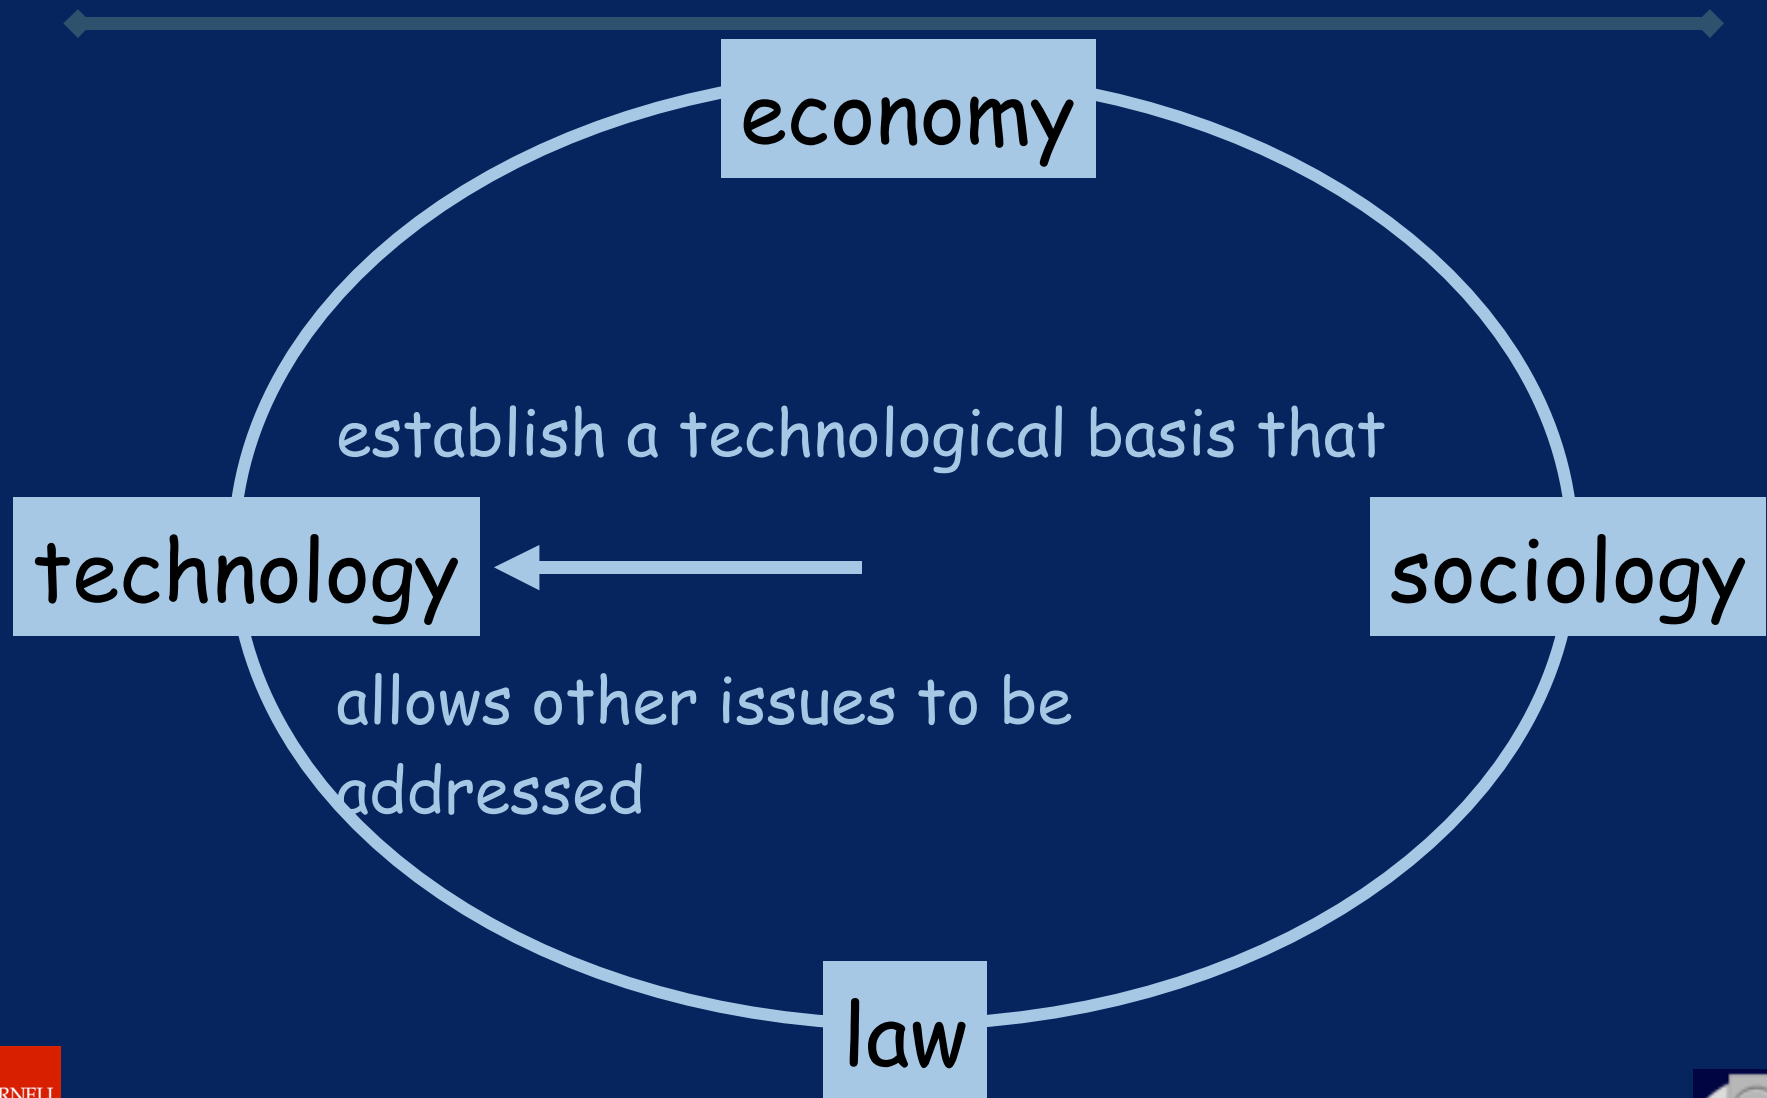 economy
establish a technological basis that
technology
sociology
allows other issues to be
addressed
law